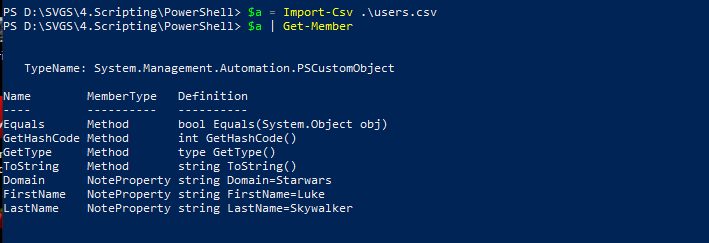 PS D:\SVGS\4.Scripting\PowerShell> $a = Import-Csv .\users.csv
PS D:\SVGS\4.Scripting\PowerShell> $a | Get-Member
TypeName: System.Management.Automation.PSCustomObject
Name MemberType Definition
---- ---------- ----------
Equals Method bool Equals(System.Object obj)
GetHashCode Method int GetHashCode()
GetType Method type GetType()
ToString Method string ToString()
Domain NoteProperty string Domain=Starwars
FirstName NoteProperty string FirstName=Luke
LastName NoteProperty string LastName=Skywalker